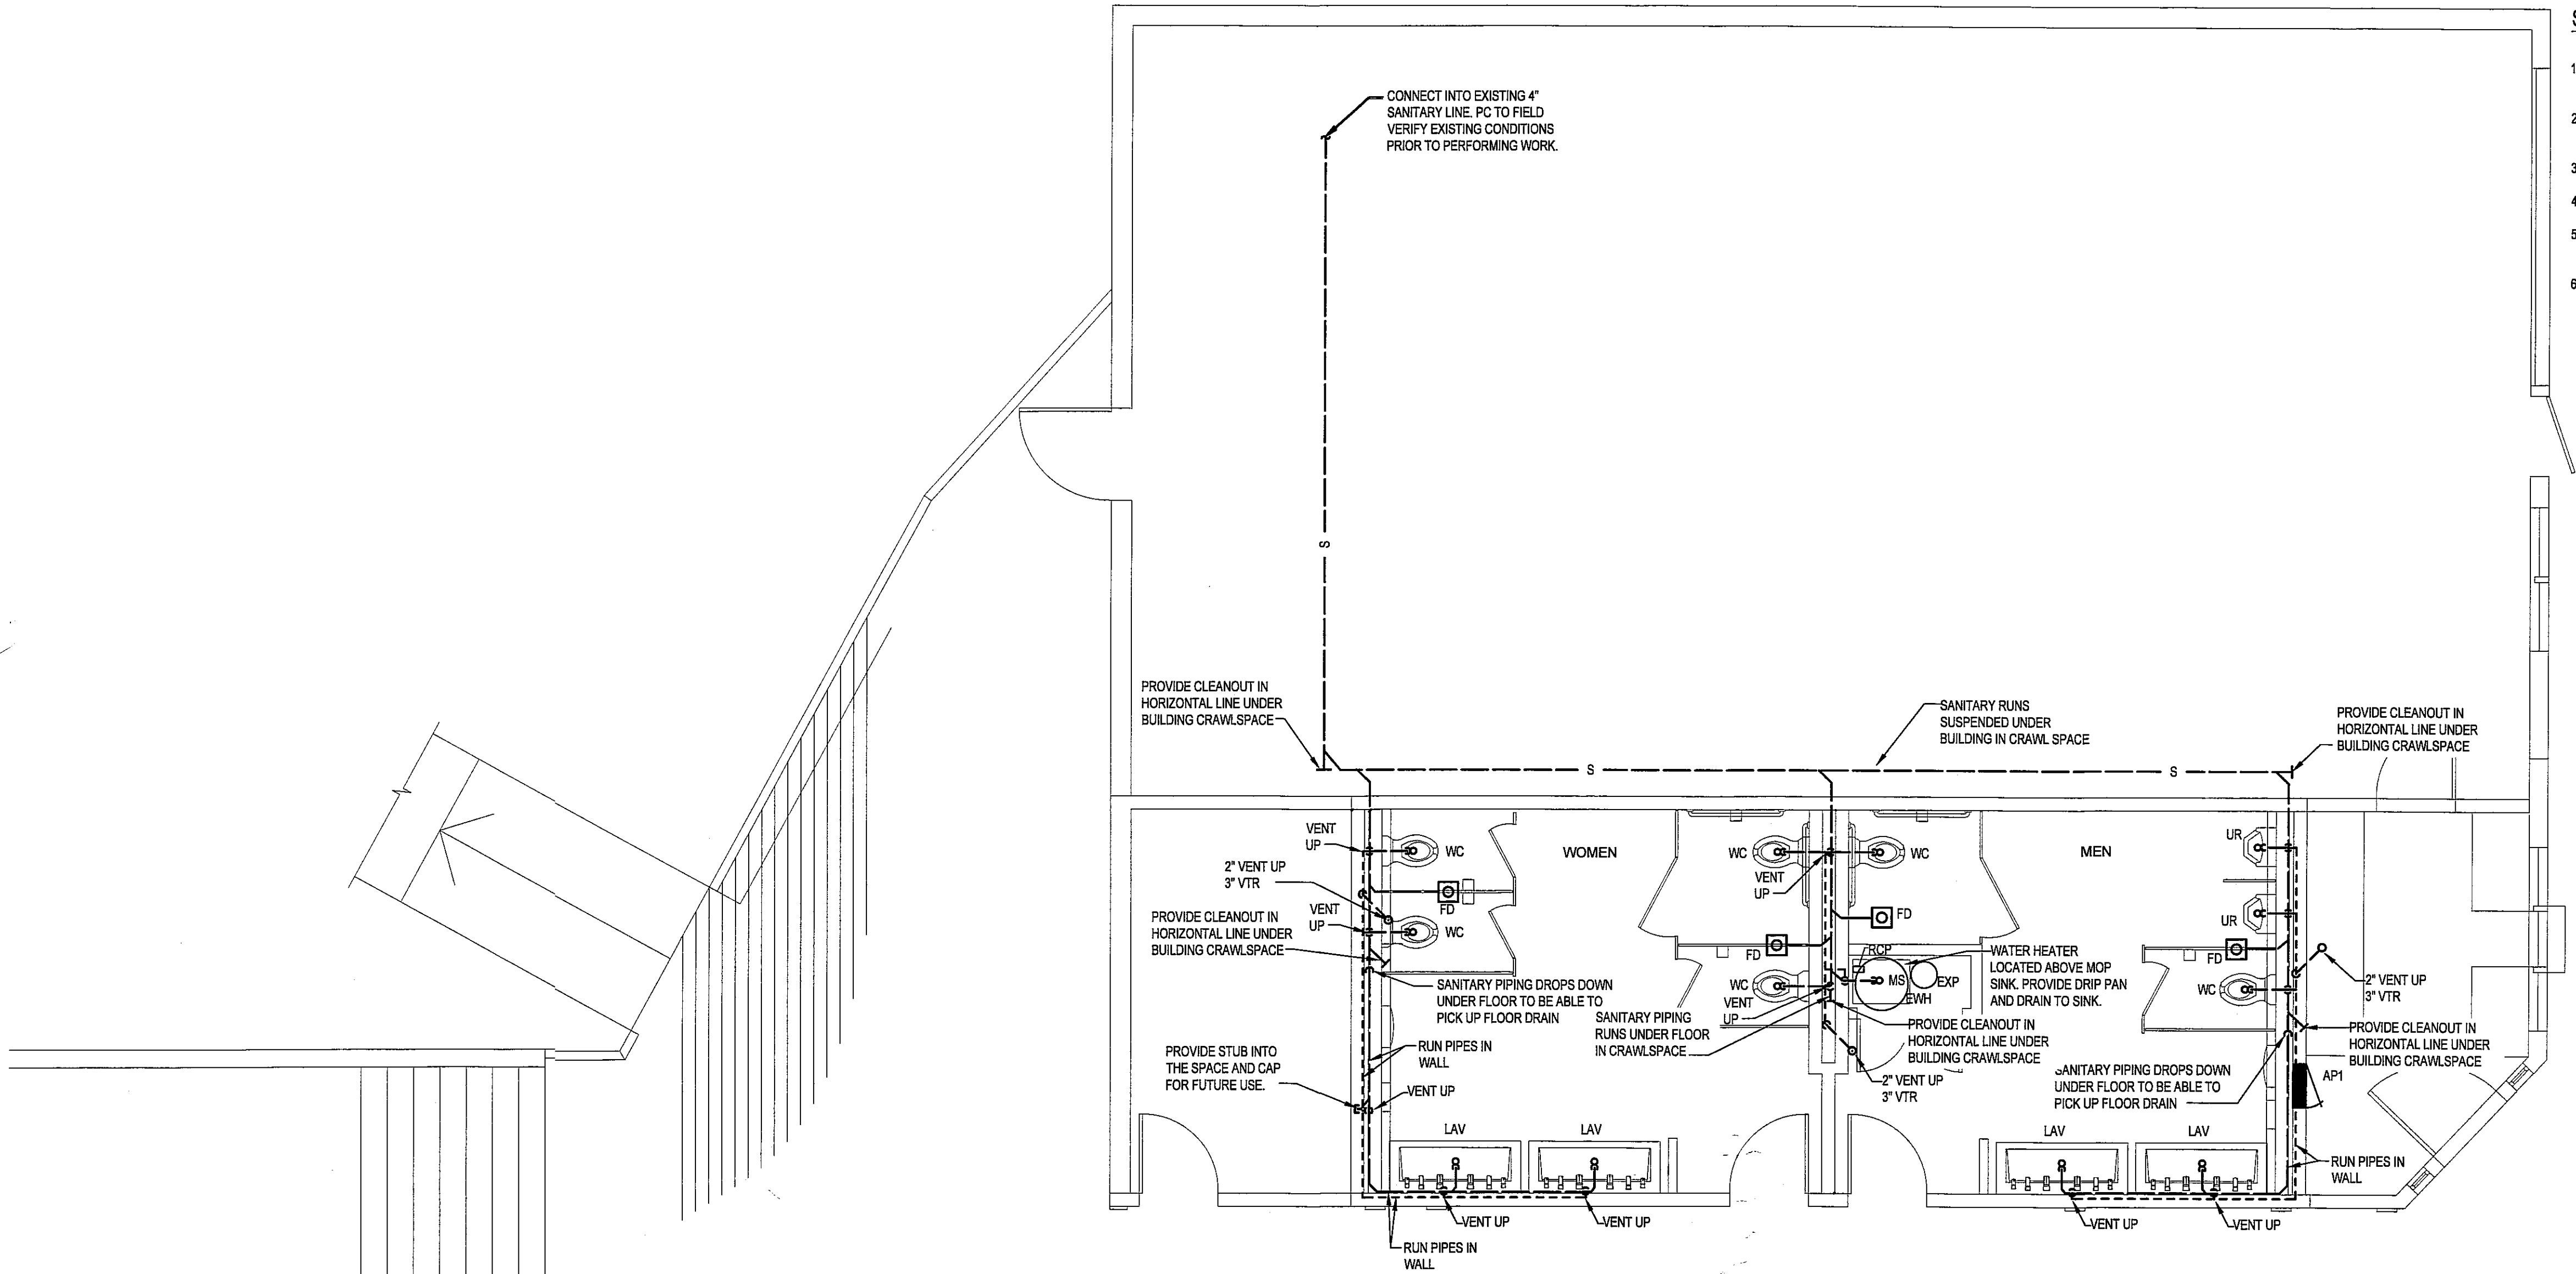 CONNECT INTO EXISTING 4"
SANITARY LINE. PC TO FIELD
VERIFY EXISTING CONDITIONS
PRIOR TO PERFORMING WORK.
1
2
3
4
5
6
S
PROVIDE CLEANOUT IN
HORIZONTAL LINE UNDER
BUILDING CRAWLSPACE
SANITARY RUNS
SUSPENDED UNDER
BUILDING IN CRAWL SPACE
PROVIDE CLEANOUT IN
HORIZONTAL LINE UNDER
BUILDING CRAWLSPACE
S
S
VENT
UP
WC
WOMEN
WC
WC
MEN
UR
2" VENT UP
3" VTR
VENT
UP
FD
VENT
UP
FD
UR
PROVIDE CLEANOUT IN
HORIZONTAL LINE UNDER
BUILDING CRAWLSPACE
WC
FD
RCP
WATER HEATER
LOCATED ABOVE MOP
SINK. PROVIDE DRIP PAN
AND DRAIN TO SINK.
FD
SANITARY PIPING DROPS DOWN
UNDER FLOOR TO BE ABLE TO
PICK UP FLOOR DRAIN
WC
VENT
UP
MS
EXP
EWH
WC
2" VENT UP
3" VTR
SANITARY PIPING
RUNS UNDER FLOOR
IN CRAWLSPACE
PROVIDE CLEANOUT IN
HORIZONTAL LINE UNDER
BUILDING CRAWLSPACE
PROVIDE CLEANOUT IN
HORIZONTAL LINE UNDER
BUILDING CRAWLSPACE
PROVIDE STUB INTO
THE SPACE AND CAP
FOR FUTURE USE.
RUN PIPES IN
WALL
VENT UP
2" VENT UP
3" VTR
SANITARY PIPING DROPS DOWN
UNDER FLOOR TO BE ABLE TO
PICK UP FLOOR DRAIN
AP1
LAV
LAV
LAV
LAV
RUN PIPES IN
WALL
VENT UP
VENT UP
VENT UP
VENT UP
RUN PIPES IN
WALL